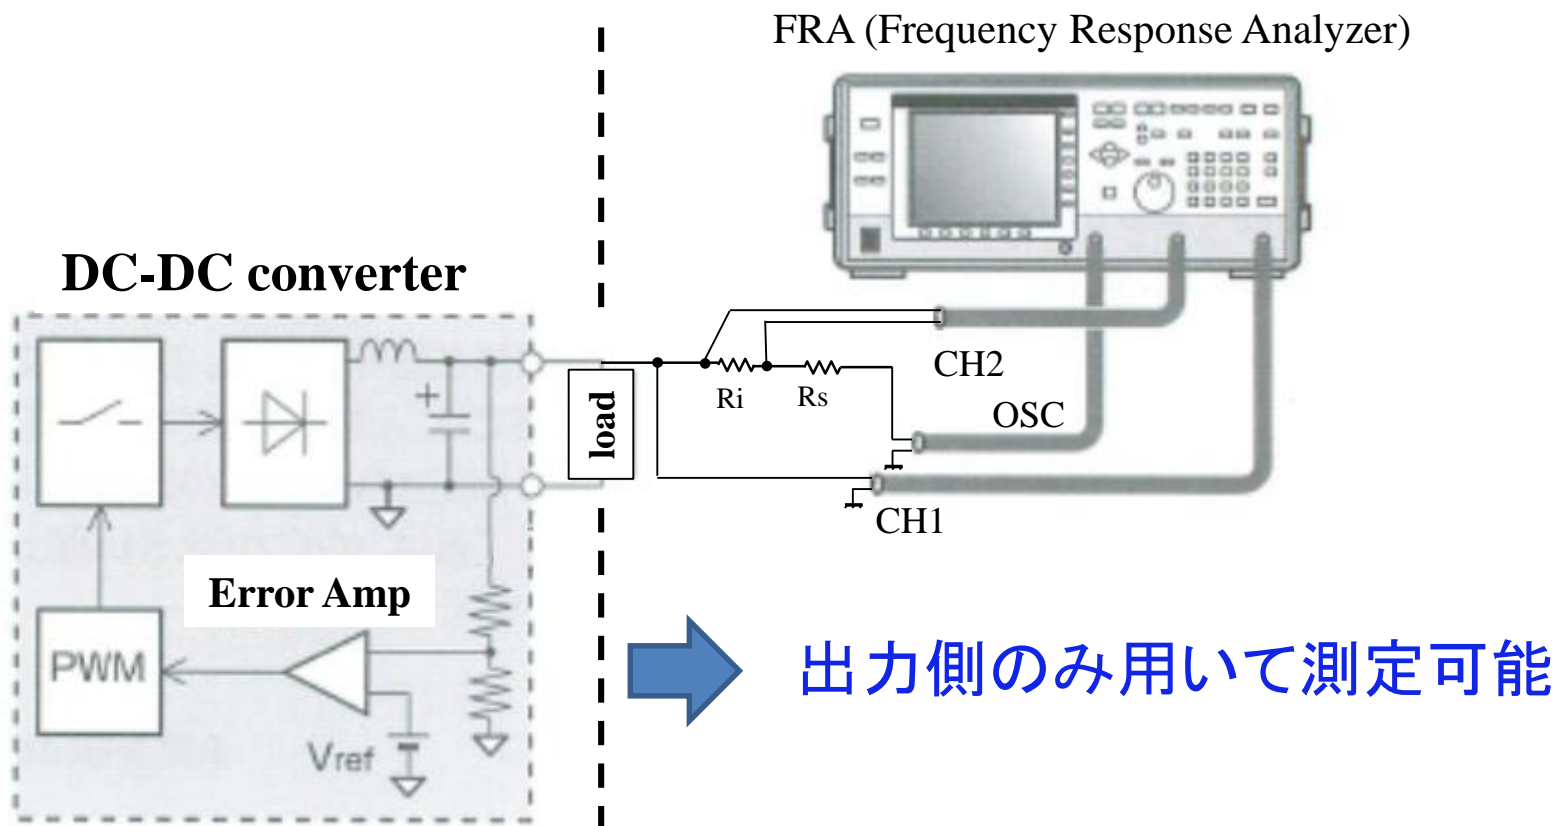 FRA (Frequency Response Analyzer)
DC-DC converter
CH2
Ri
Rs
load
OSC
CH1
Error Amp
PWM
Vref
出力側のみ用いて測定可能